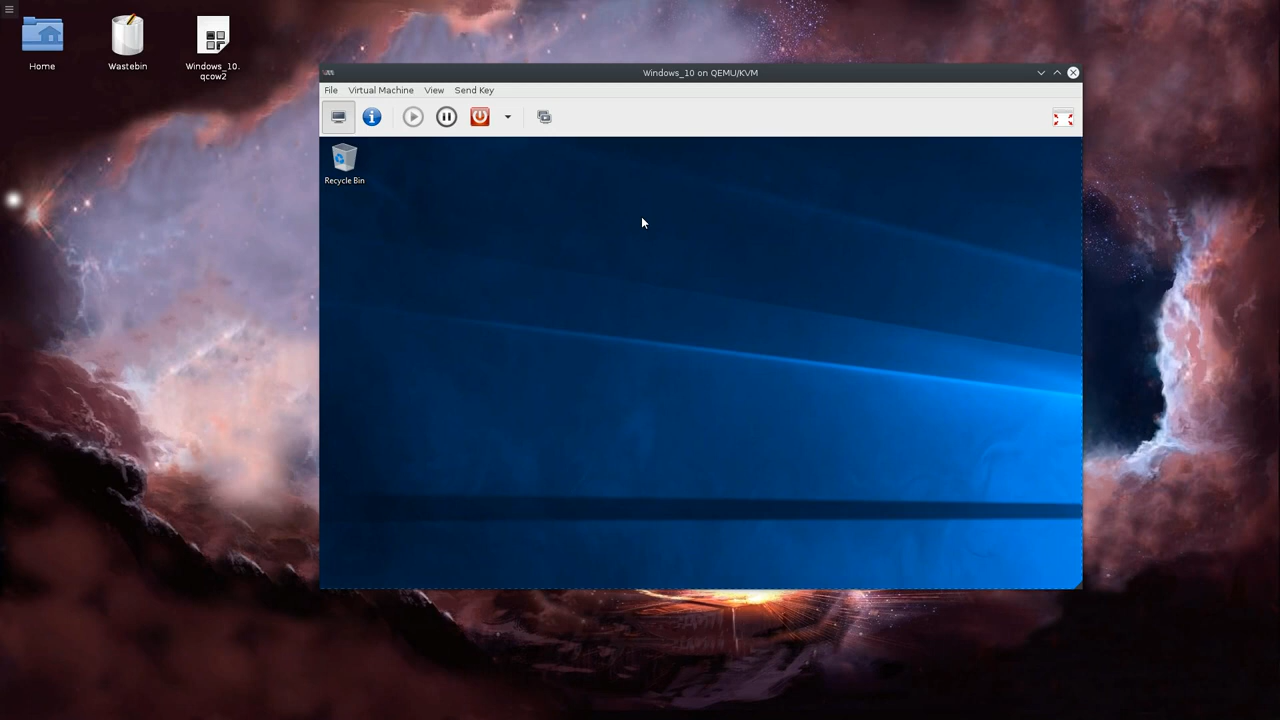 Home
Wastebin
Windows_10.
qcow2
Windows_10 on QEMU/KVM
File Virtual Machine View Send Key
Recycle Bin